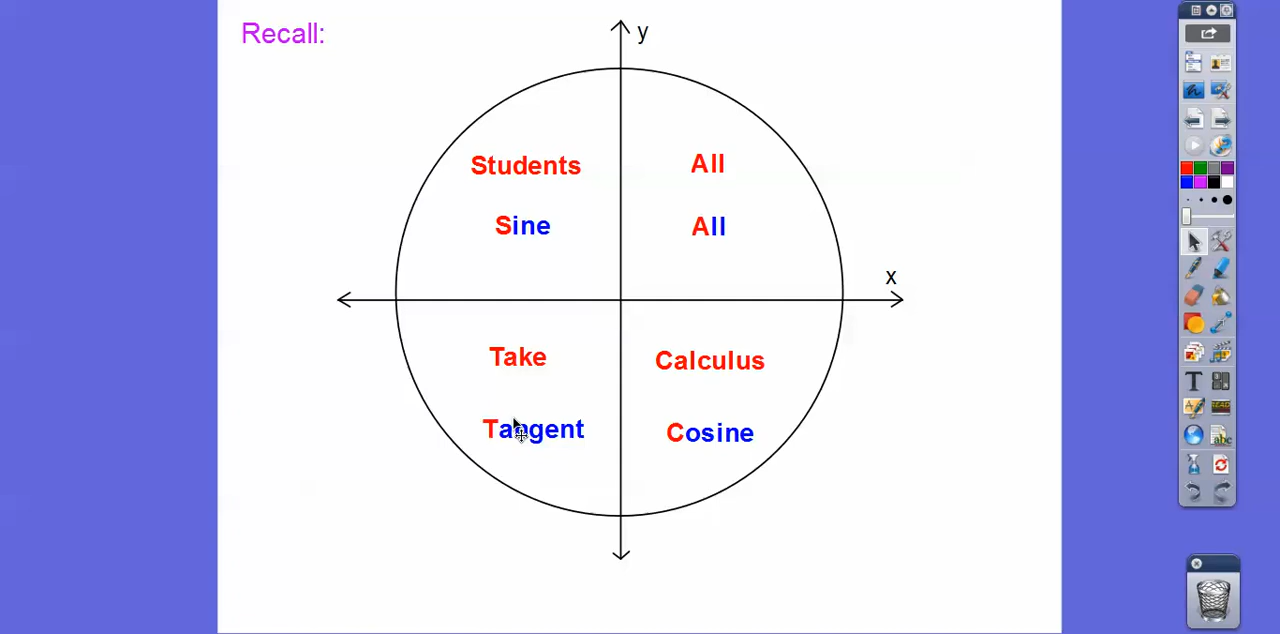 Recall:
y
Students
All
Sine
All
x
Take
Calculus
Tangent
Cosine